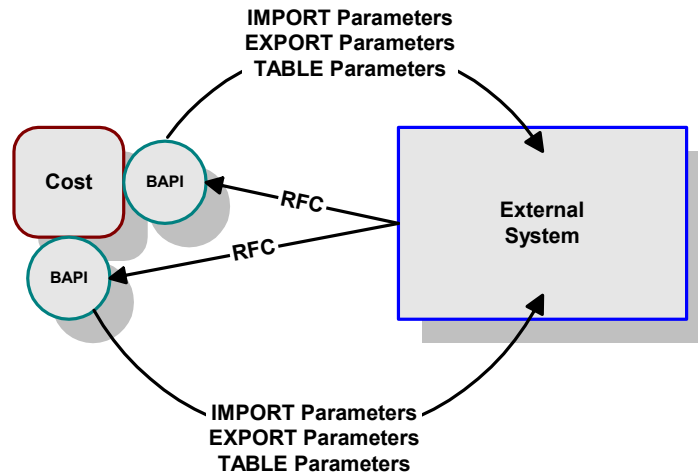 IMPORT Parameters
EXPORT Parameters
TABLE Parameters
Cost
BAPI
RFC
External
System
RFC
BAPI
IMPORT Parameters
EXPORT Parameters
TABLE Parameters